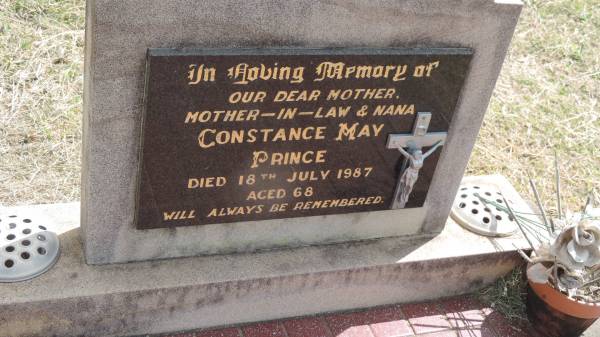 In Loving Memory of
OUR DEAR MOTHER,
MOTHER-IN-LAW & NANA
CONSTANCE MAY
PRINCE
DIED 18TH JULY 1987
AGED 68
WILL ALWAYS BE REMEMBERED.